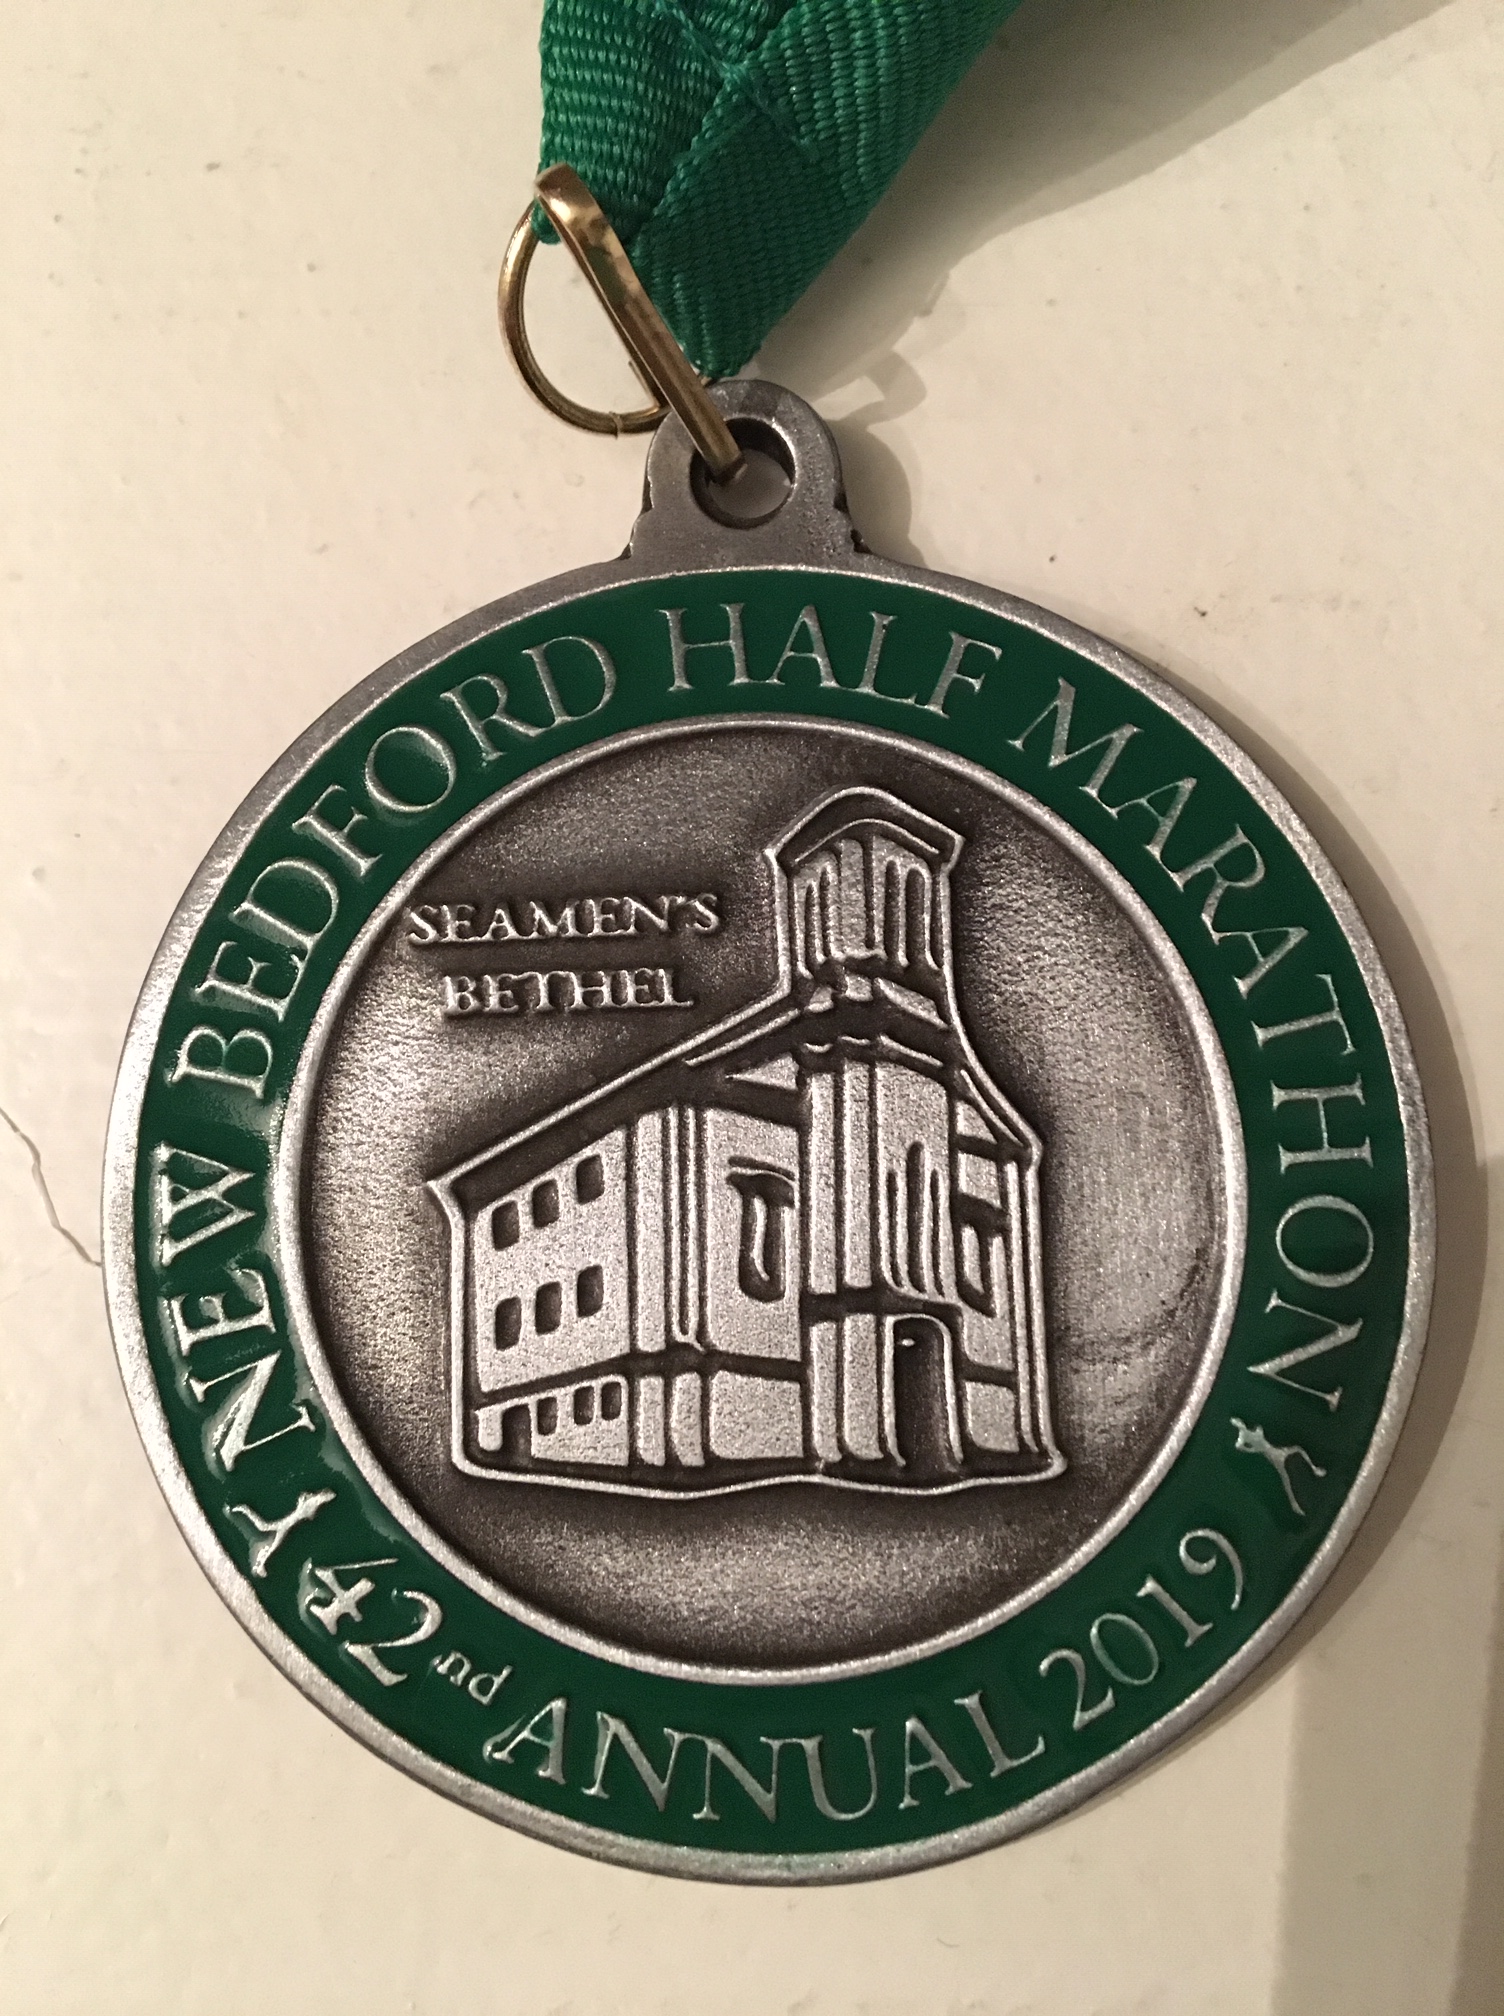 NEW BEDFORD HALF MARATHON
SEAMEN'S
BETHEL
42nd ANNUAL 2019